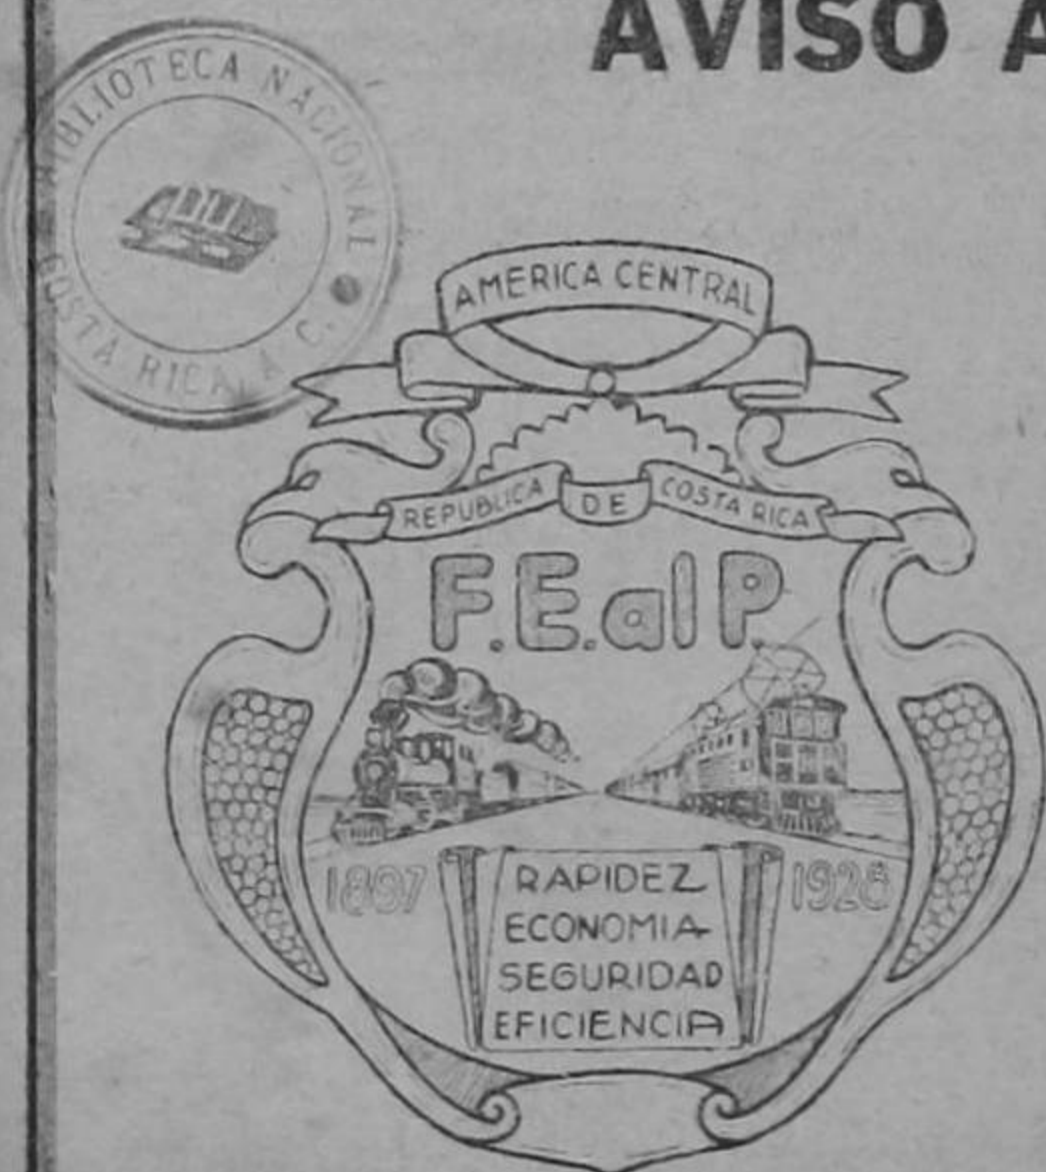 AVISO A
BIBLIOTECA NACIONAL
COSTA RICA, A. C.
AMERICA CENTRAL
REPUBLICA DE COSTA RICA
F.E.al P.
1897
1928
RAPIDEZ
ECONOMIA
SEGURIDAD
EFICIENCIA